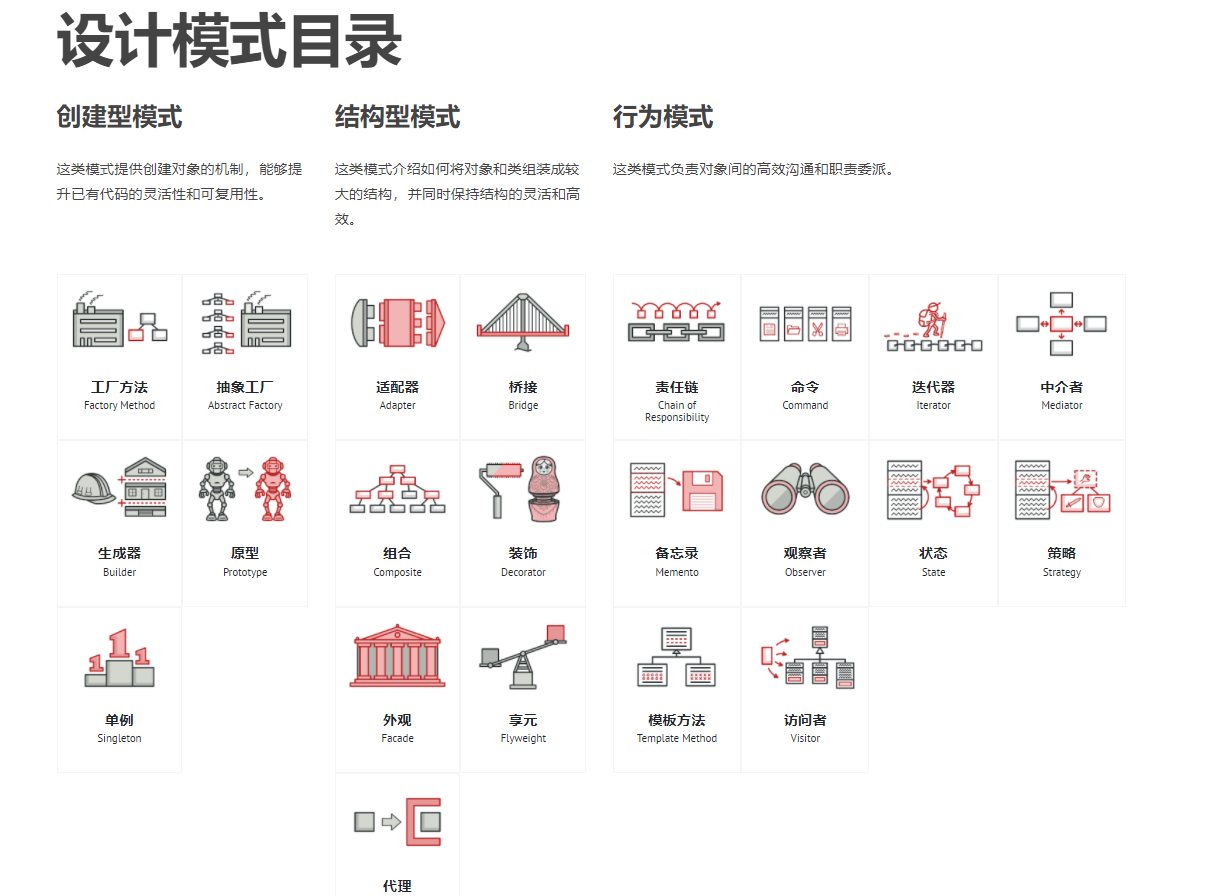 设计模式目录
创建型模式
这类模式提供创建对象的机制，能够提
升已有代码的灵活性和可复用性。
结构型模式
这类模式介绍如何将对象和类组装成较
大的结构，并同时保持结构的灵活和高
效。
行为模式
这类模式负责对象间的高效沟通和职责委派。
工厂方法
Factory Method
抽象工厂
Abstract Factory
生成器
Builder
原型
Prototype
1
1
1
单例
Singleton
适配器
Adapter
桥接
Bridge
组合
Composite
装饰
Decorator
外观
Facade
享元
Flyweight
代理
责任链
Chain of
Responsibility
命令
Command
迭代器
Iterator
中介者
Mediator
备忘录
Memento
观察者
Observer
状态
State
策略
Strategy
模板方法
Template Method
访问者
Visitor